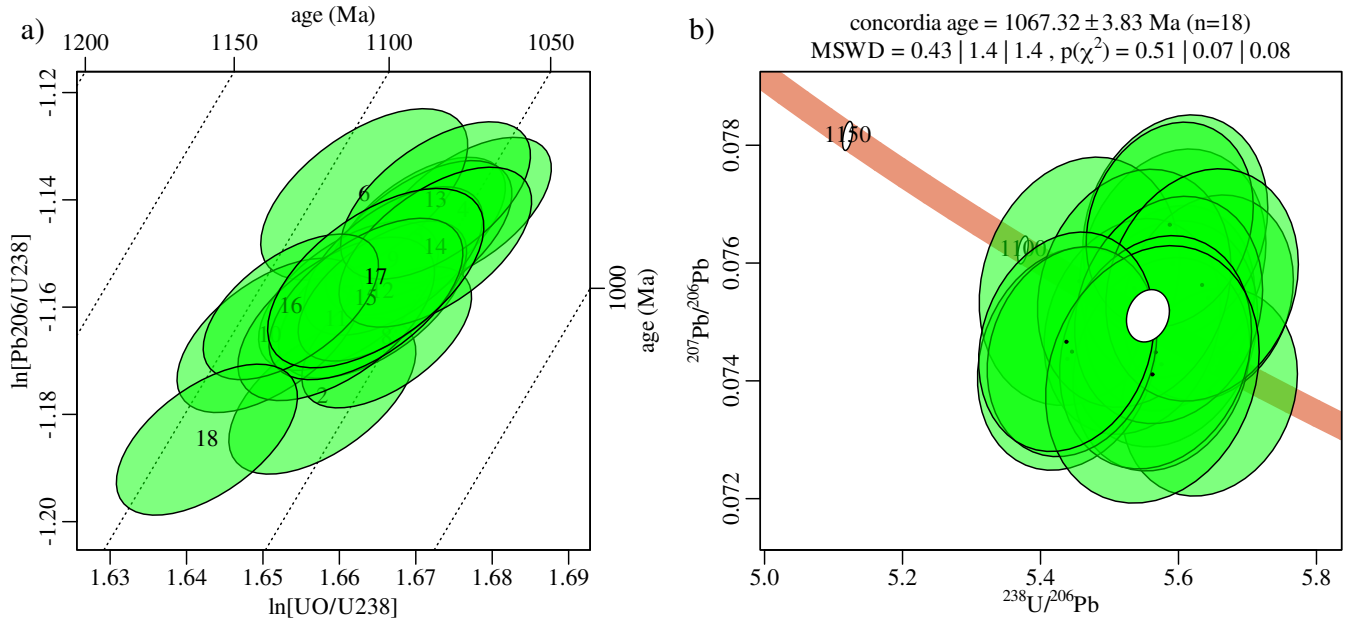 a)
age (Ma)
1200 1150 1100 1050
-1.12
-1.14
-1.16
-1.18
-1.20
ln[Pb206/U238]
6
13
14
17
15 2
16
1
2
18
1000
age (Ma)
1.63 1.64 1.65 1.66 1.67 1.68 1.69
ln[UO/U238]
b)
concordia age = 1067.32 ± 3.83 Ma (n=18)
MSWD = 0.43 | 1.4 | 1.4 , p(χ²) = 0.51 | 0.07 | 0.08
0.078
0.076
0.074
0.072
²⁰⁷Pb/²⁰⁶Pb
1150
1100
5.0 5.2 5.4 5.6 5.8
²³⁸U/²⁰⁶Pb